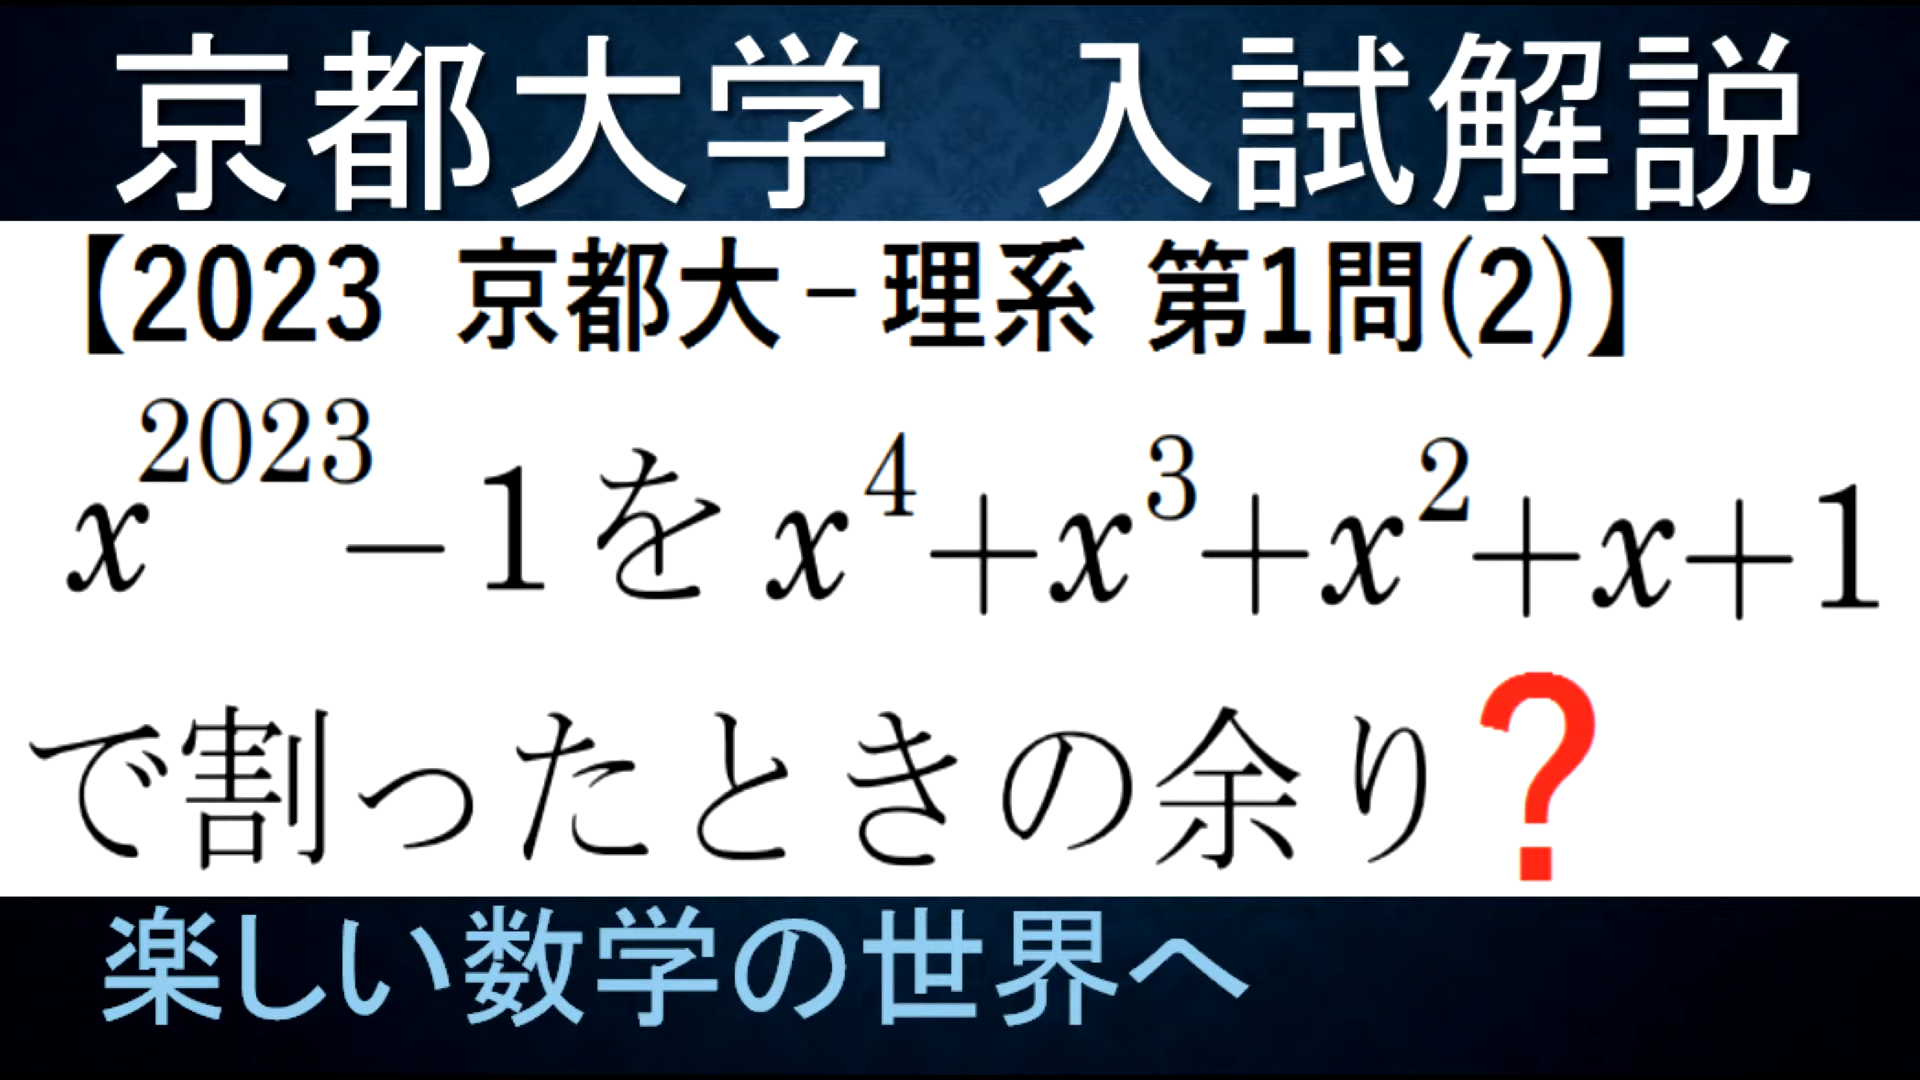 京都大学 入試解説
【2023 京都大-理系 第1問(2)】
x^2023-1を x^4+x^3+x^2+x+1
で割ったときの余り?
楽しい数学の世界へ